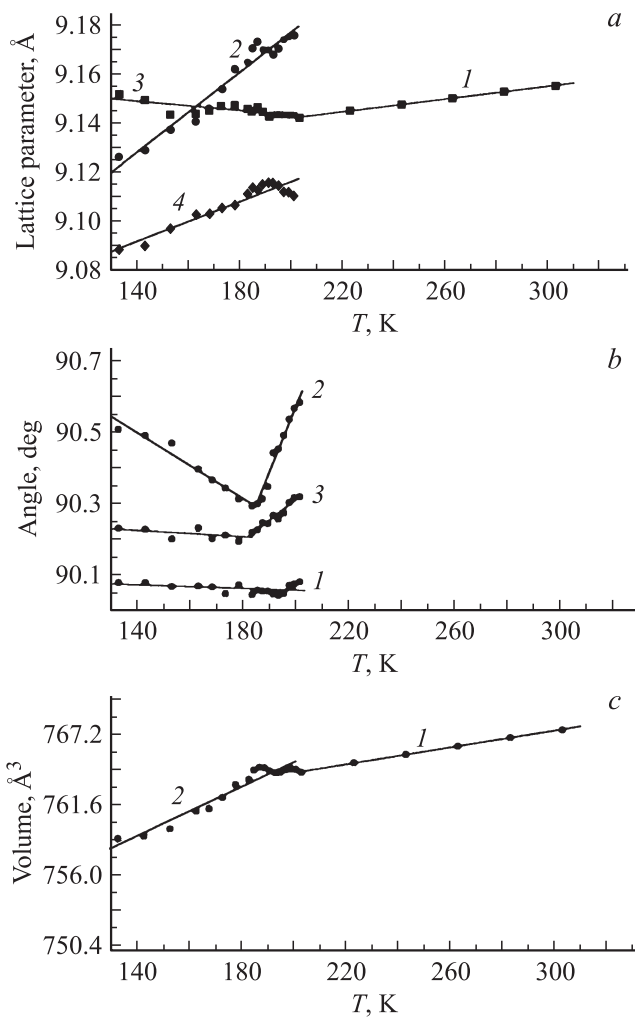 a
9.18
9.16
9.14
9.12
9.10
9.08
Lattice parameter, Å
2
3
1
4
140 180 220 260 300
T, K
b
90.7
90.5
90.3
90.1
Angle, deg
2
3
1
140 180 220 260 300
T, K
c
767.2
761.6
756.0
750.4
Volume, Å³
1
2
140 180 220 260 300
T, K